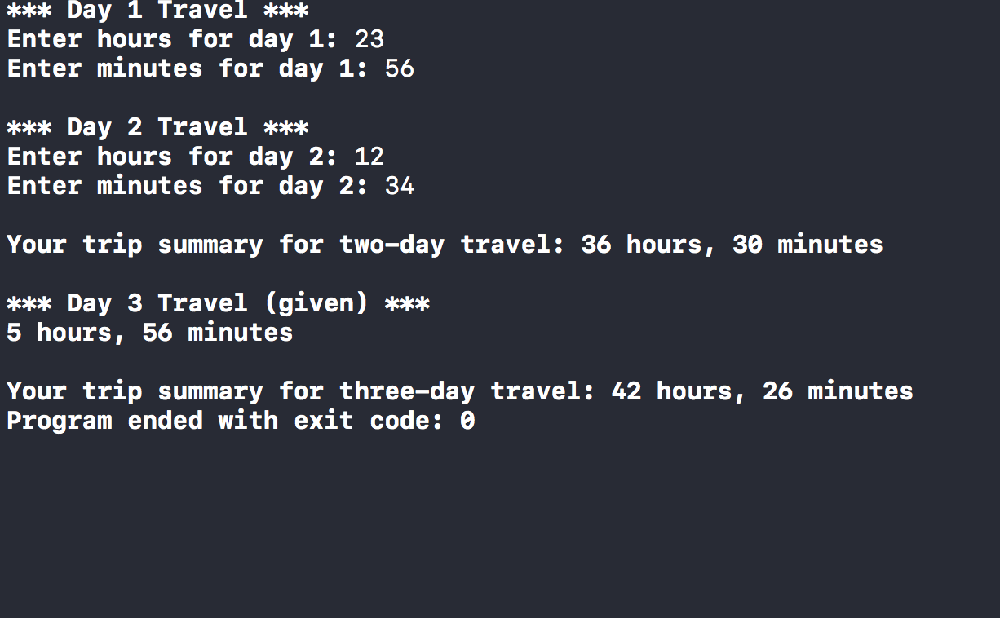 *** Day 1 Travel ***
Enter hours for day 1: 23
Enter minutes for day 1: 56
*** Day 2 Travel ***
Enter hours for day 2: 12
Enter minutes for day 2: 34
Your trip summary for two-day travel: 36 hours, 30 minutes
*** Day 3 Travel (given) ***
5 hours, 56 minutes
Your trip summary for three-day travel: 42 hours, 26 minutes
Program ended with exit code: 0